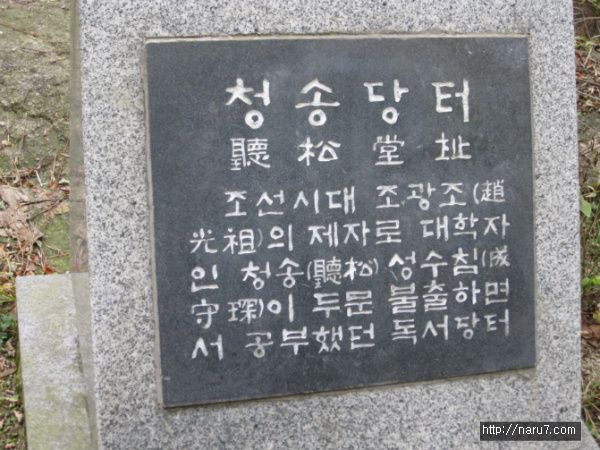 청송당터
聽松堂址
조선시대 조광조(趙
光祖)의 제자로 대학자
인 청송(聽松) 성수침(成
守琛)이 두문불출하면
서 공부했던 독서당터
http://naru7.com